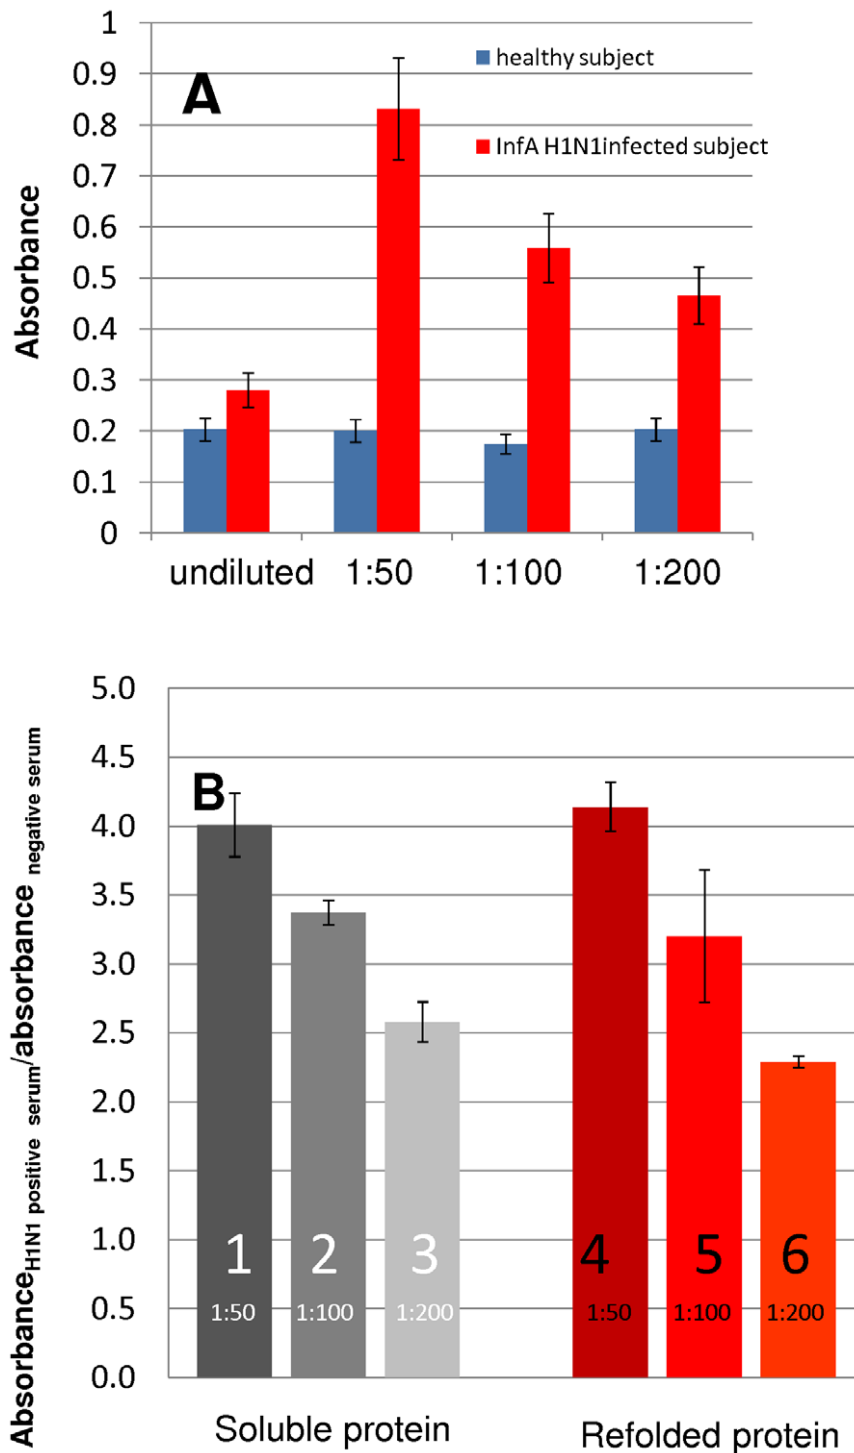 1
0.9
0.8
0.7
0.6
0.5
0.4
0.3
0.2
0.1
0
Absorbance
A
healthy subject
InfA H1N1infected subject
undiluted 1:50 1:100 1:200
5.0
4.5
4.0
3.5
3.0
2.5
2.0
1.5
1.0
0.5
0.0
Absorbance H1N1 positive serum/absorbance negative serum
B
1 2 3 4 5 6
1:50 1:100 1:200 1:50 1:100 1:200
Soluble protein Refolded protein